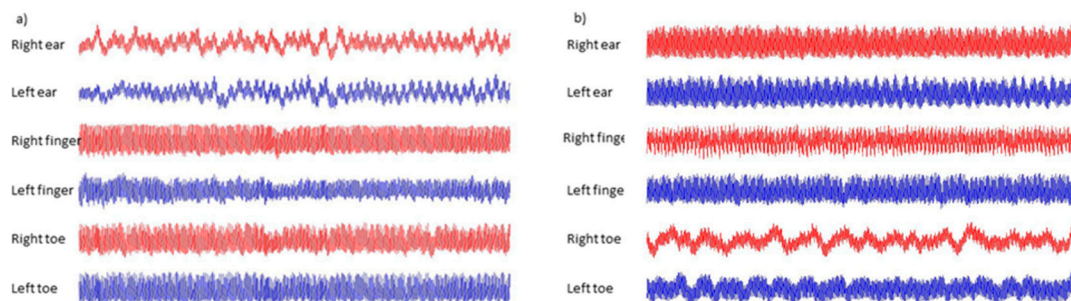 a)
Right ear
Left ear
Right finger
Left finger
Right toe
Left toe
b)
Right ear
Left ear
Right finge
Left finge
Right toe
Left toe